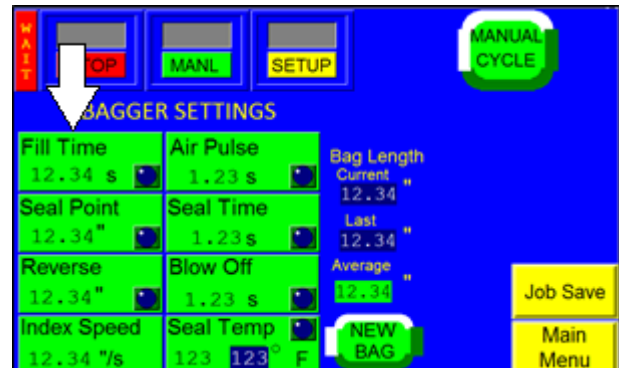 WAIT
MANL
SETUP
MANUAL
CYCLE
BAGGER SETTINGS
Fill Time
12.34 s
Air Pulse
1.23 s
Bag Length
Current
12.34 "
Seal Point
12.34"
Seal Time
1.23 s
Last
12.34 "
Reverse
12.34"
Blow Off
1.23 s
Average
12.34 "
Job Save
Index Speed
12.34 "/s
Seal Temp
123 123° F
NEW
BAG
Main
Menu